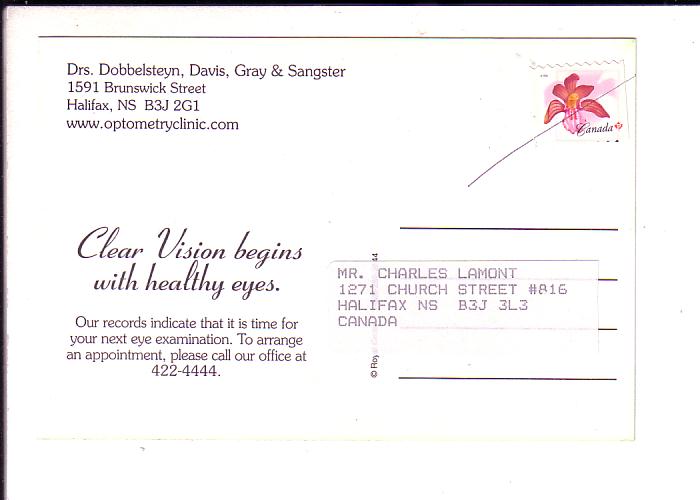 Drs. Dobbelsteyn, Davis, Gray & Sangster
1591 Brunswick Street
Halifax, NS B3J 2G1
www.optometryclinic.com
Canada
Clear Vision begins
with healthy eyes.
Our records indicate that it is time for
your next eye examination. To arrange
an appointment, please call our office at
422-4444.
MR. CHARLES LAMONT
1271 CHURCH STREET #816
HALIFAX NS B3J 3L3
CANADA
44